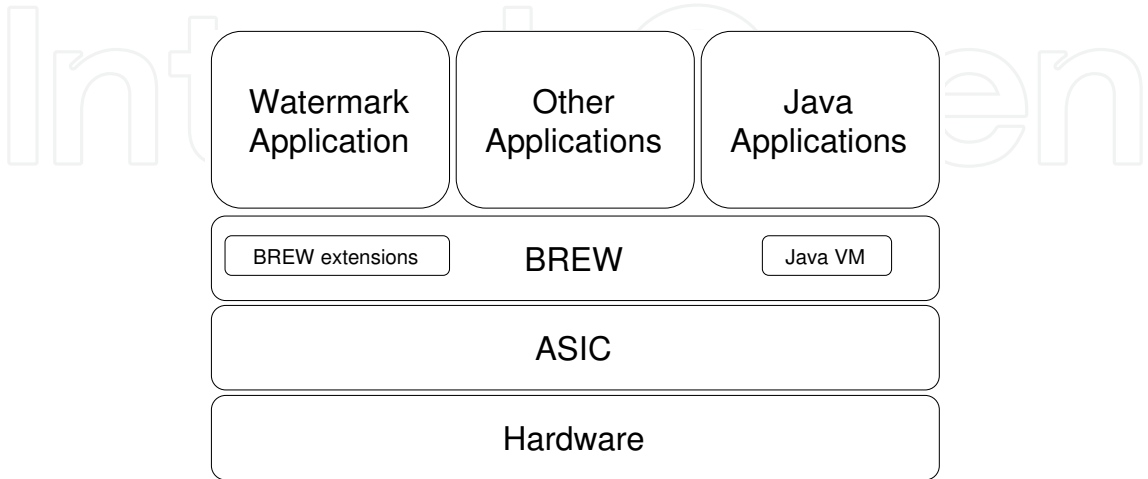 Watermark
Application
Other
Applications
Java
Applications
BREW extensions
BREW
Java VM
ASIC
Hardware